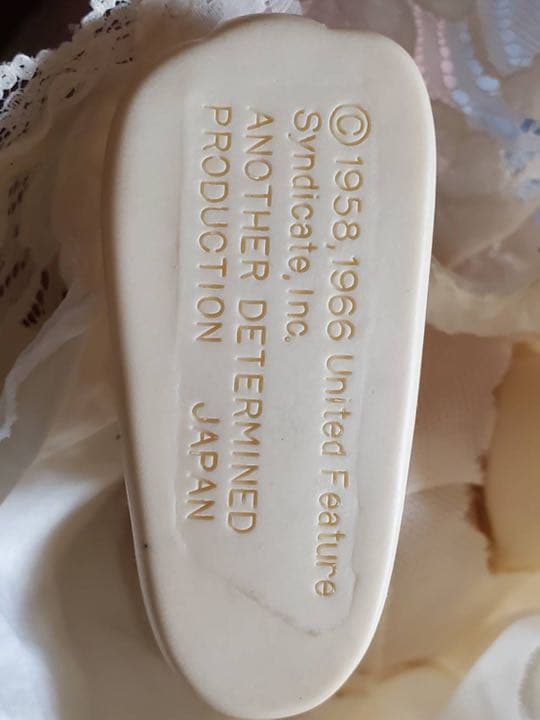 © 1958, 1966 United Feature
Syndicate, Inc.
ANOTHER DETERMINED
PRODUCTION JAPAN